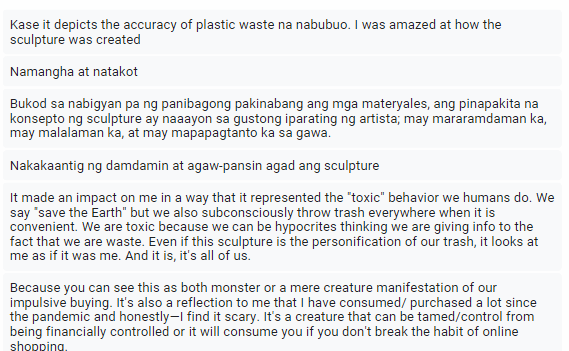 Kase it depicts the accuracy of plastic waste na nabubuo. I was amazed at how the
sculpture was created
Namangha at natakot
Bukod sa nabigyan pa ng panibagong pakinabang ang mga materyales, ang pinapakita na
konsepto ng sculpture ay naaayon sa gustong iparating ng artista; may mararamdaman ka,
may malalaman ka, at may mapapagtanto ka sa gawa.
Nakakaantig ng damdamin at agaw-pansin agad ang sculpture
It made an impact on me in a way that it represented the "toxic" behavior we humans do. We
say "save the Earth" but we also subconsciously throw trash everywhere when it is
convenient. We are toxic because we can be hypocrites thinking we are giving info to the
fact that we are waste. Even if this sculpture is the personification of our trash, it looks at
me as if it was me. And it is, it's all of us.
Because you can see this as both monster or a mere creature manifestation of our
impulsive buying. It's also a reflection to me that I have consumed/ purchased a lot since
the pandemic and honestly—I find it scary. It's a creature that can be tamed/control from
being financially controlled or it will consume you if you don't break the habit of online
shopping.